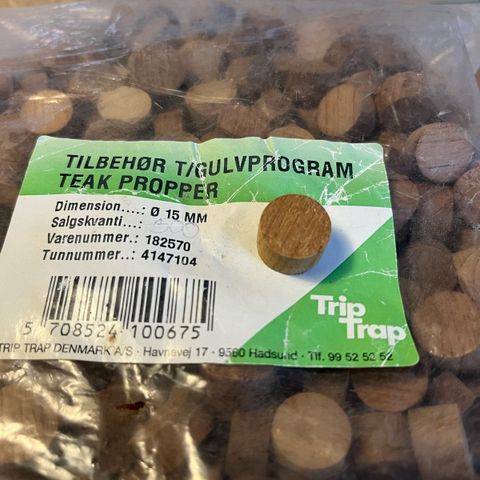 TILBEHØR T/GULVPROGRAM
TEAK PROPPER
Dimension....: Ø 15 MM
Salgskvanti...:
Varenummer.: 182570
Tunnummer..: 4147104
Trip
Trap
5 708524 100675
TRIP TRAP DENMARK A/S · Havnevej 17 · 9560 Hadsund · Tlf. 99 52 52 52